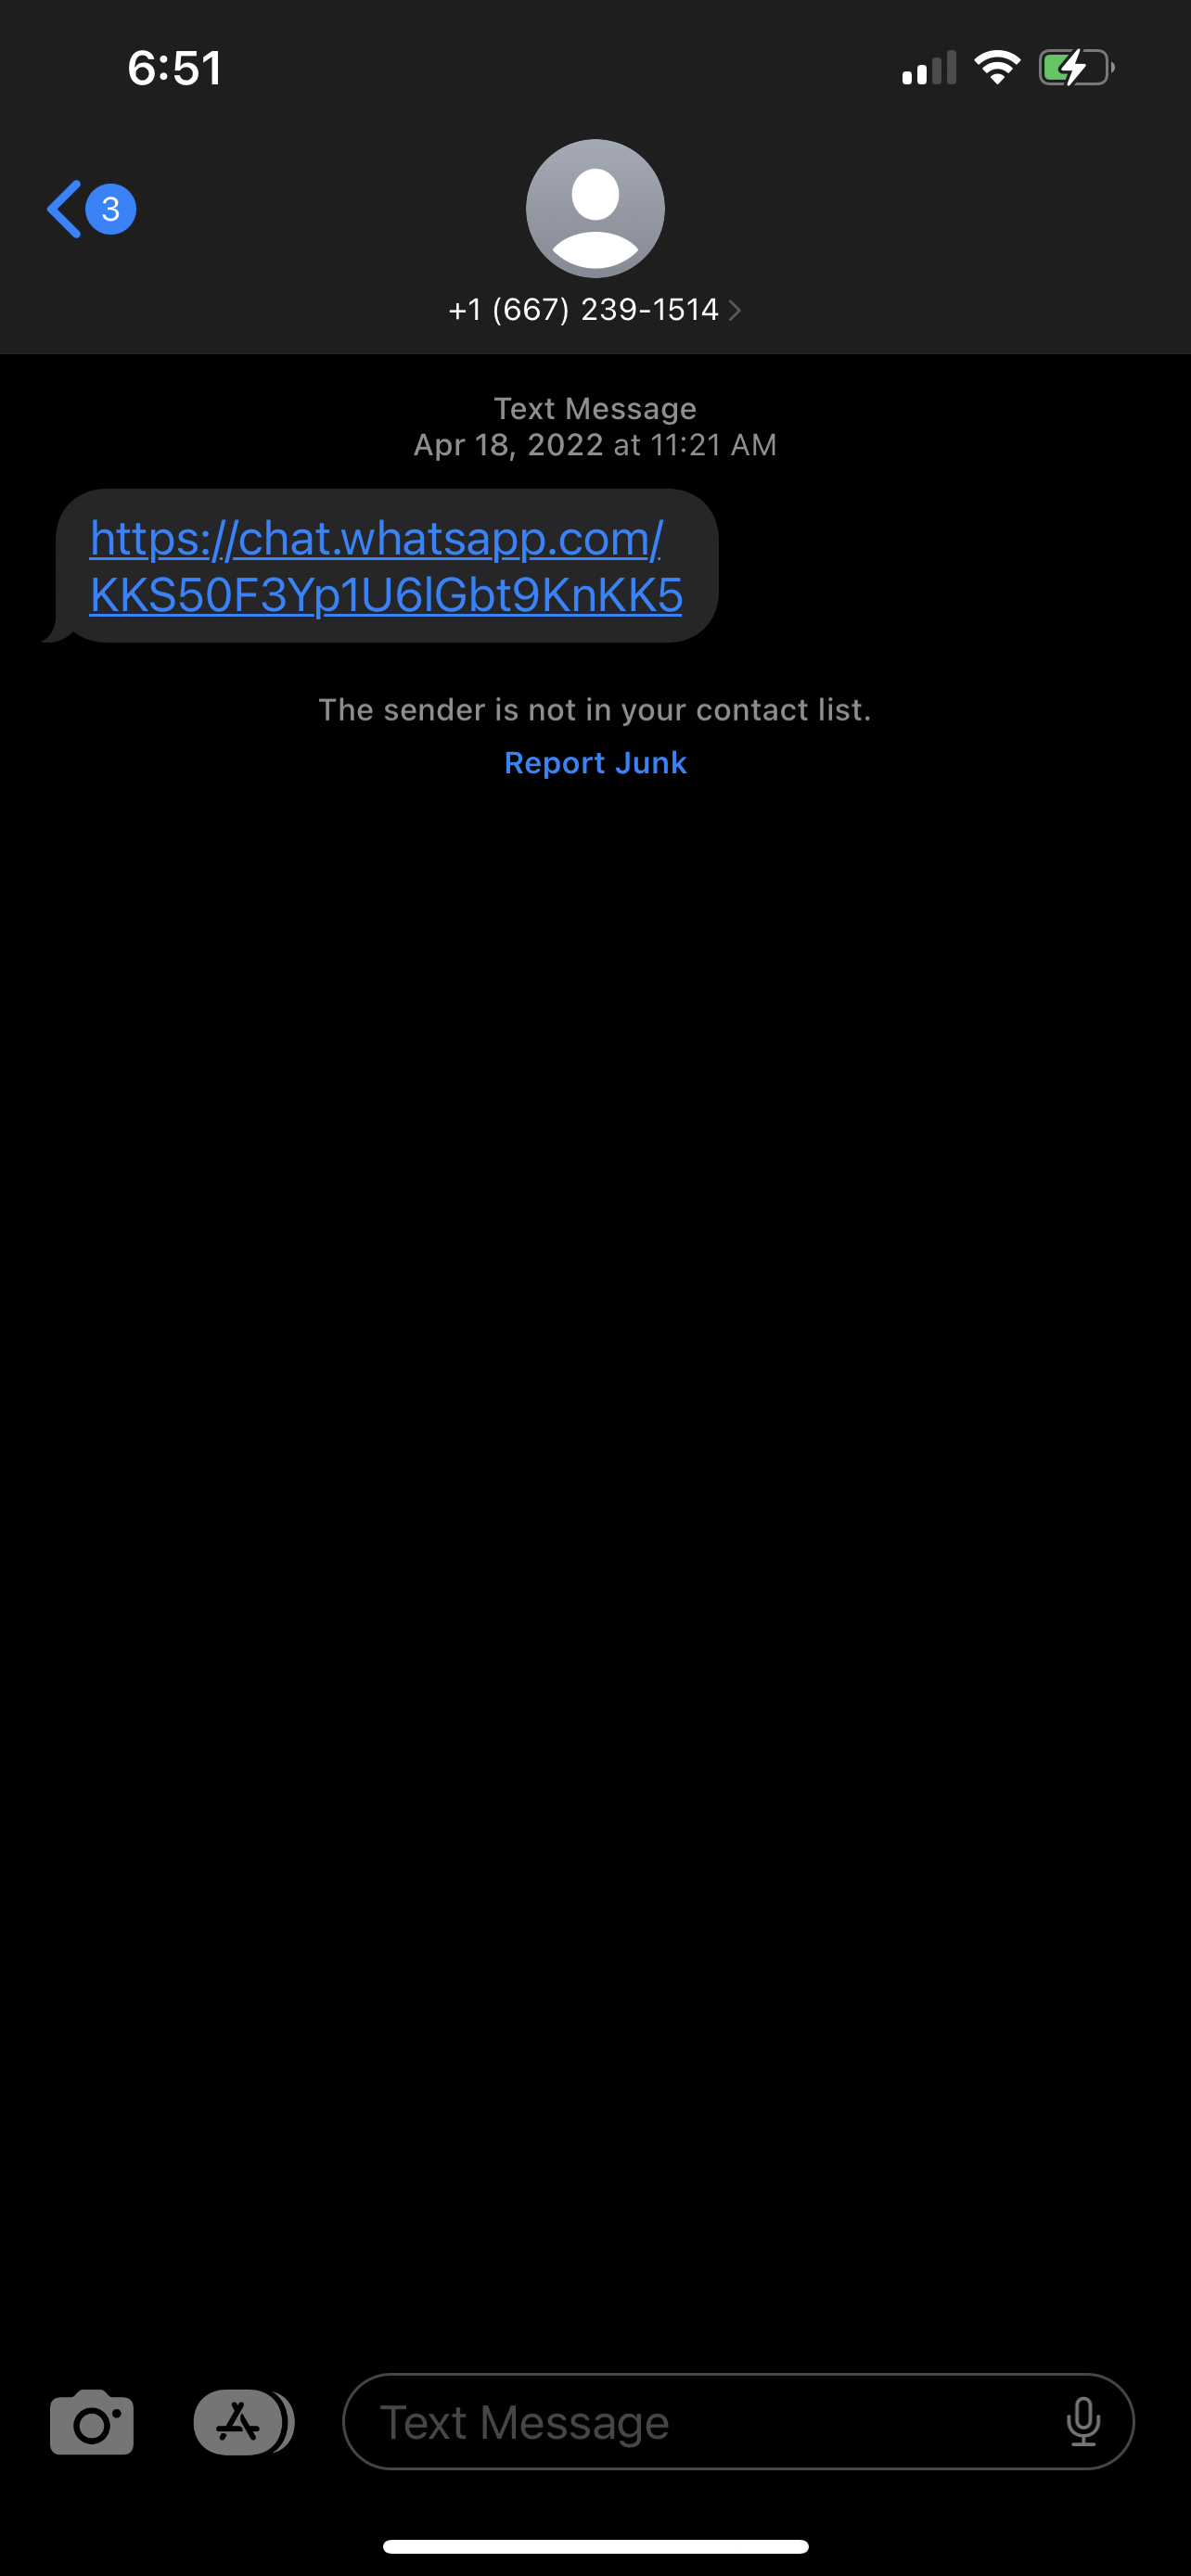 6:51
3
+1 (667) 239-1514
Text Message
Apr 18, 2022 at 11:21 AM
https://chat.whatsapp.com/
KKS50F3Yp1U6lGbt9KnKK5
The sender is not in your contact list.
Report Junk
Text Message